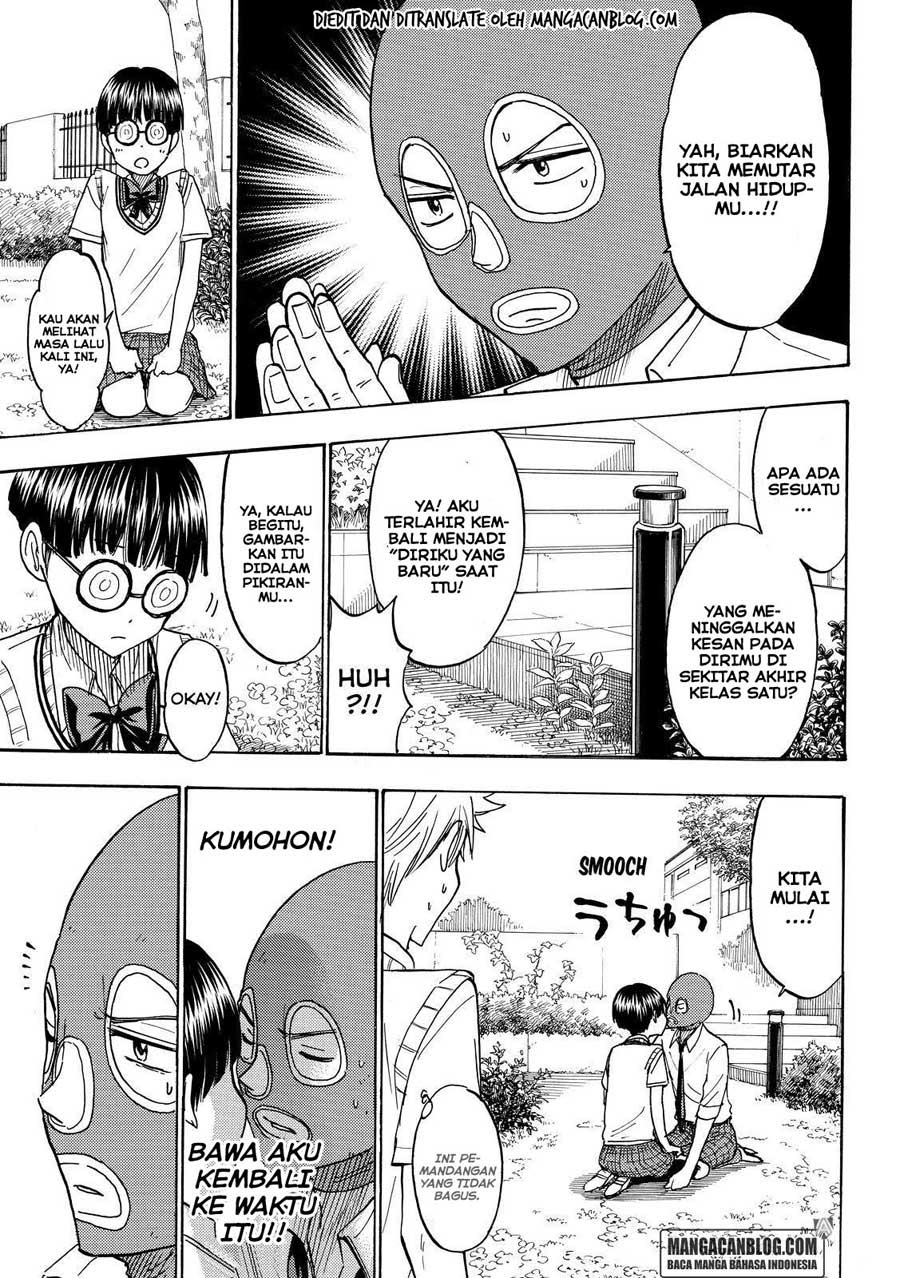 DIEDIT DAN DITRANSLATE OLEH MANGACANBLOG.COM
YAH, BIARKAN
KITA MEMUTAR
JALAN HIDUP-
MU...!!
KAU AKAN
MELIHAT
MASA LALU
KALI INI,
YA!
APA ADA
SESUATU
...
YANG ME-
NINGGALKAN
KESAN PADA
DIRIMU DI
SEKITAR AKHIR
KELAS SATU?
YA! AKU
TERLAHIR KEM-
BALI MENJADI
"DIRIKU YANG
BARU" SAAT
ITU!
HUH
?!!
YA, KALAU
BEGITU,
GAMBAR-
KAN ITU
DIDALAM
PIKIRAN-
MU...
OKAY!
KITA
MULAI
...!
SMOOCH
うちゅっ
INI PE-
MANDANGAN
YANG TIDAK
BAGUS.
KUMOHON!
BAWA AKU
KEMBALI
KE WAKTU
ITU!!
MANGACANBLOG.COM
BACA MANGA BAHASA INDONESIA